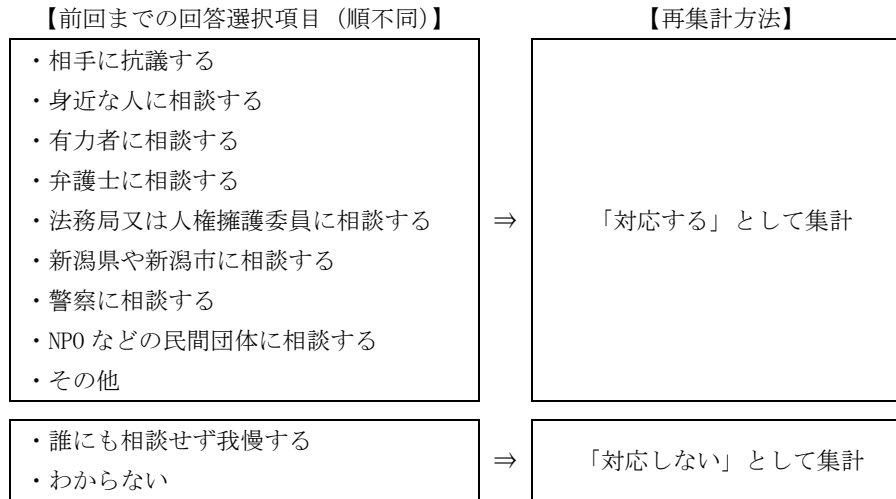 【前回までの回答選択項目（順不同）】
【再集計方法】
・相手に抗議する
・身近な人に相談する
・有力者に相談する
・弁護士に相談する
・法務局又は人権擁護委員に相談する
・新潟県や新潟市に相談する
・警察に相談する
・NPO などの民間団体に相談する
・その他
⇒
「対応する」として集計
・誰にも相談せず我慢する
・わからない
⇒
「対応しない」として集計